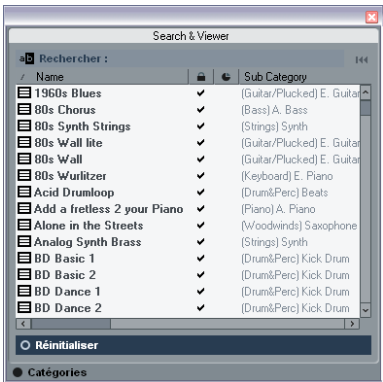 Search & Viewer
ab Rechercher :
Name Sub Category
1960s Blues (Guitar/Plucked) E. Guitar
80s Chorus (Bass) A. Bass
80s Synth Strings (Strings) Synth
80s Wall lite (Guitar/Plucked) E. Guitar
80s Wall (Guitar/Plucked) E. Guitar
80s Wurlitzer (Keyboard) E. Piano
Acid Drumloop (Drum&Perc) Beats
Add a fretless 2 your Piano (Piano) A. Piano
Alone in the Streets (Woodwinds) Saxophone
Analog Synth Brass (Strings) Synth
BD Basic 1 (Drum&Perc) Kick Drum
BD Basic 2 (Drum&Perc) Kick Drum
BD Dance 1 (Drum&Perc) Kick Drum
BD Dance 2 (Drum&Perc) Kick Drum
Réinitialiser
Catégories